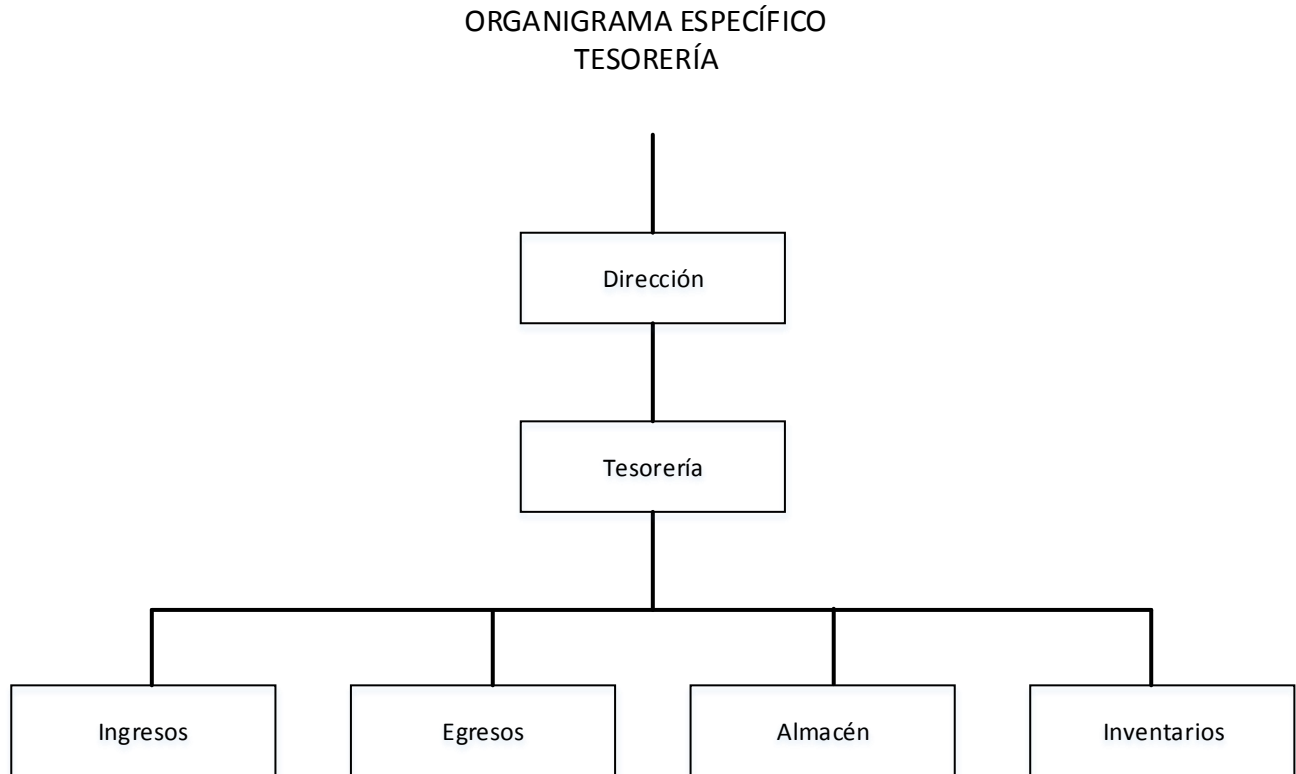 ORGANIGRAMA ESPECÍFICO
TESORERÍA
Dirección
Tesorería
Ingresos
Egresos
Almacén
Inventarios